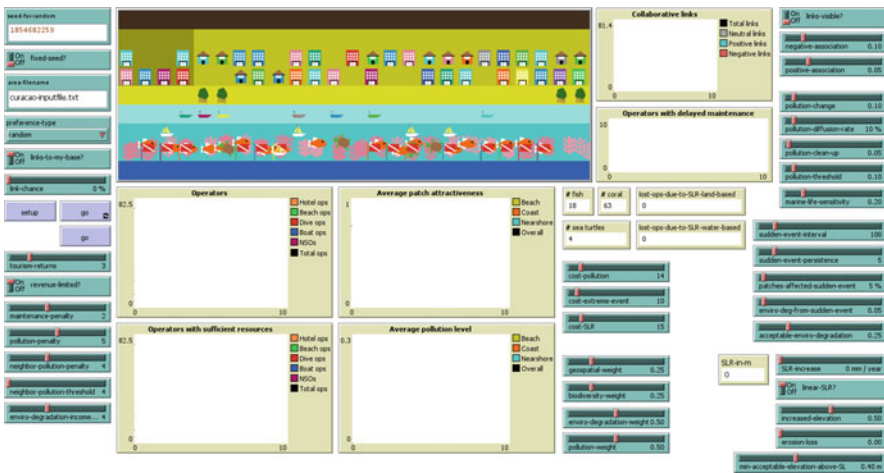 seed-for-random
1854682259
On
Off
fixed-seed?
area-filename
curacao-inputfile.txt
preference-type
random
On
Off
links-to-my-base?
link-chance 0 %
setup
go
go
tourism-returns 3
On
Off
revenue-limited?
maintenance-penalty 2
pollution-penalty 5
neighbor-pollution-penalty 4
neighbor-pollution-threshold 4
enviro-degradation-income... 4
Operators
82.5
0
0
10
Hotel ops
Beach ops
Dive ops
Boat ops
NSOs
Total ops
Operators with sufficient resources
82.5
0
0
10
Hotel ops
Beach ops
Dive ops
Boat ops
NSOs
Total ops
Average patch attractiveness
1
0
0
10
Beach
Coast
Nearshore
Overall
Average pollution level
0.3
0
0
10
Beach
Coast
Nearshore
Overall
Collaborative links
81.4
0
0
10
Total links
Neutral links
Positive links
Negative links
Operators with delayed maintenance
10
0
0
10
# fish
18
# coral
63
lost-ops-due-to-SLR-land-based
0
# sea turtles
4
lost-ops-due-to-SLR-water-based
0
cost-pollution 14
cost-extreme-event 10
cost-SLR 15
geospatial-weight 0.25
biodiversity-weight 0.25
enviro-degradation-weight 0.50
pollution-weight 0.50
On
Off
links-visible?
negative-association 0.10
positive-association 0.05
pollution-change 0.10
pollution-diffusion-rate 10 %
pollution-clean-up 0.05
pollution-threshold 0.10
marine-life-sensitivity 0.20
sudden-event-interval 100
sudden-event-persistence 5
patches-affected-sudden-event 5 %
enviro-deg-from-sudden-event 0.05
acceptable-enviro-degradation 0.25
SLR-in-m
0
SLR-increase 0 mm / year
On
Off
linear-SLR?
increased-elevation 0.50
erosion-loss 0.00
min-acceptable-elevation-above-SL 0.40 m